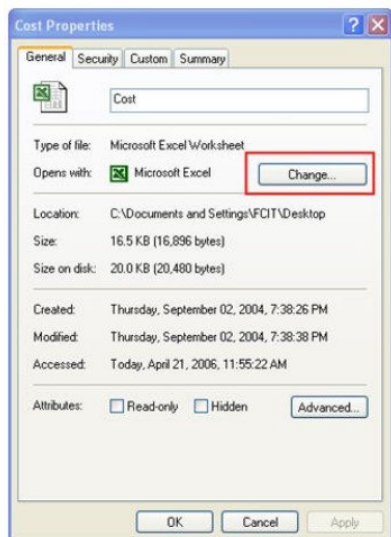 Cost Properties
General Security Custom Summary
Cost
Type of file: Microsoft Excel Worksheet
Opens with: Microsoft Excel Change...
Location: C:\Documents and Settings\FCIT\Desktop
Size: 16.5 KB (16,896 bytes)
Size on disk: 20.0 KB (20,480 bytes)
Created: Thursday, September 02, 2004, 7:38:26 PM
Modified: Thursday, September 02, 2004, 7:38:38 PM
Accessed: Today, April 21, 2006, 11:55:22 AM
Attributes: Read-only Hidden Advanced...
OK Cancel Apply